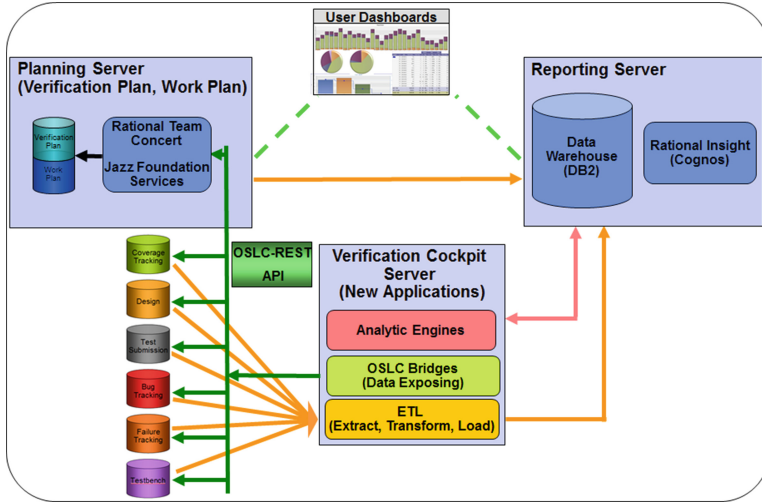 User Dashboards
Planning Server
(Verification Plan, Work Plan)
Verification
Plan
Work
Plan
Rational Team
Concert
Jazz Foundation
Services
Reporting Server
Data
Warehouse
(DB2)
Rational Insight
(Cognos)
Coverage
Tracking
Design
Test
Submission
Bug
Tracking
Failure
Tracking
Testbench
OSLC-REST
API
Verification Cockpit
Server
(New Applications)
Analytic Engines
OSLC Bridges
(Data Exposing)
ETL
(Extract, Transform, Load)